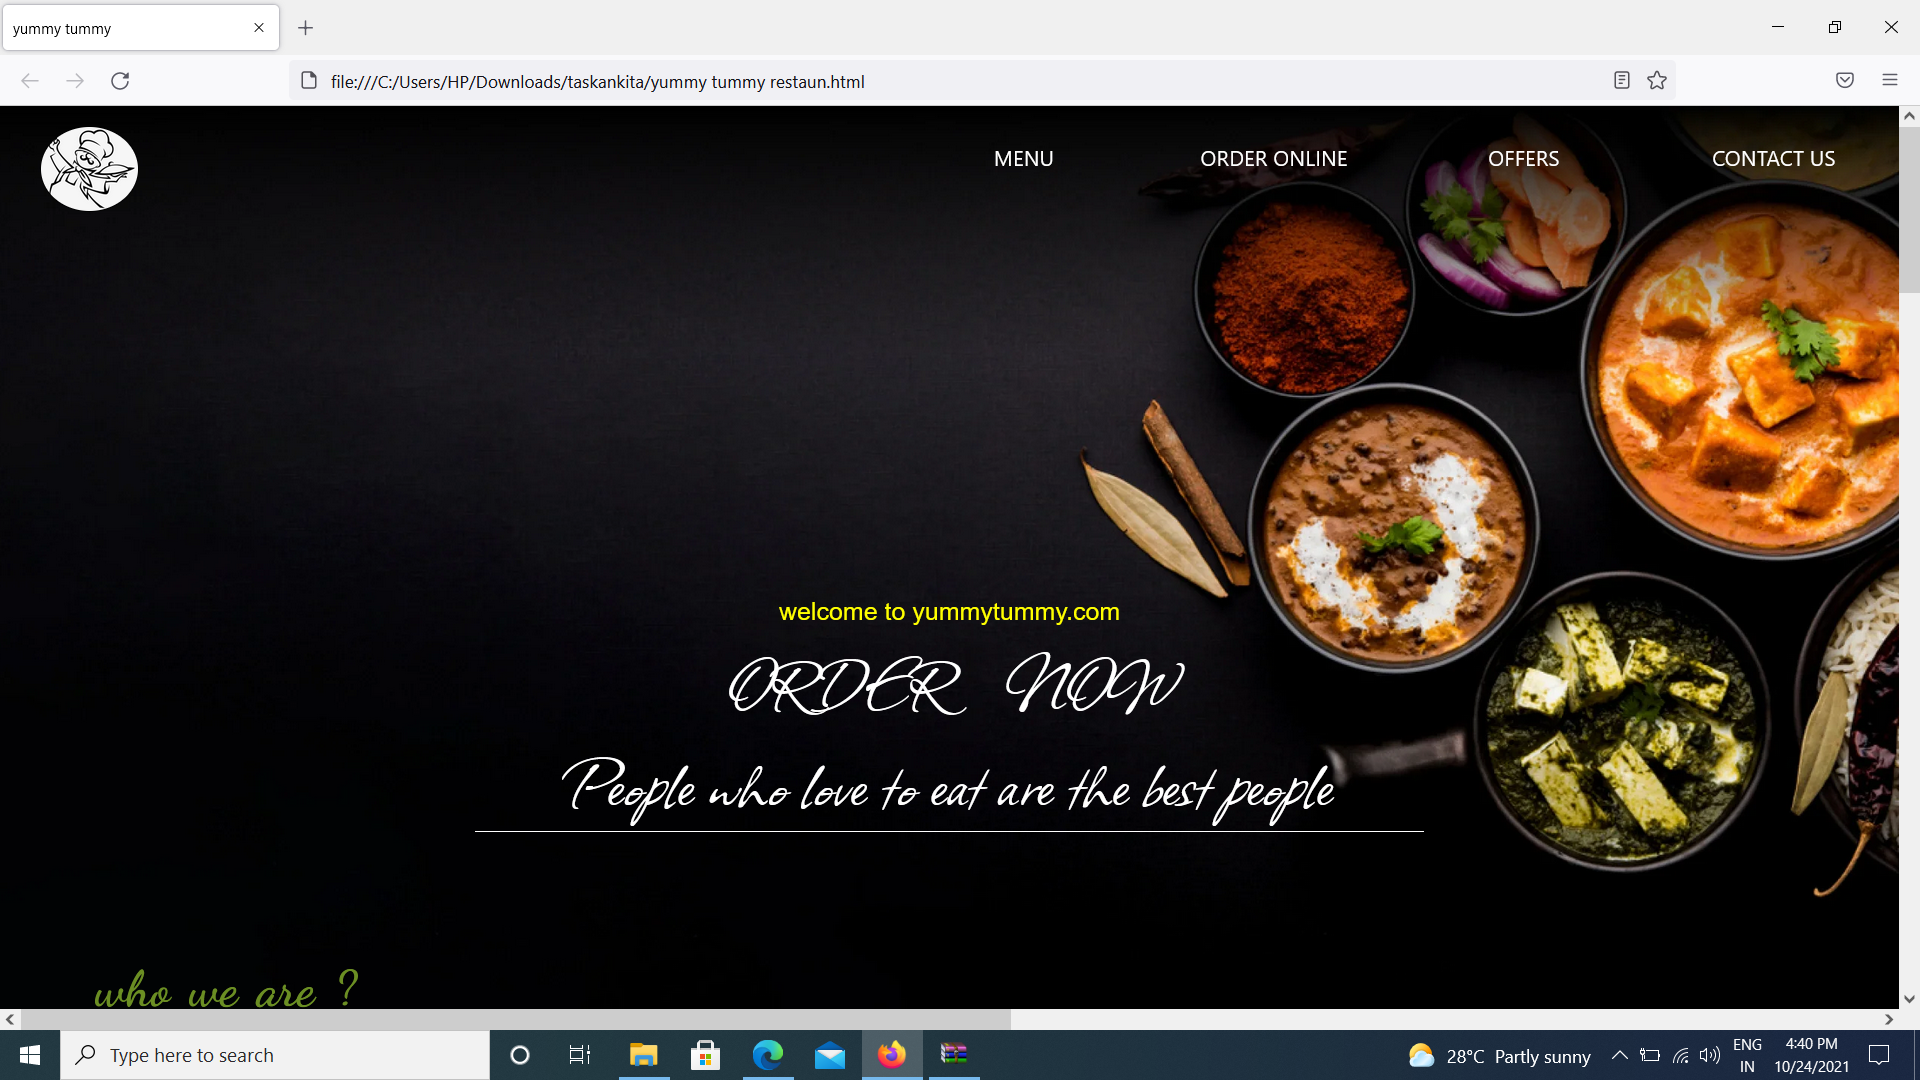 yummy tummy
file:///C:/Users/HP/Downloads/taskankita/yummy tummy restaun.html
MENU ORDER ONLINE OFFERS CONTACT US
welcome to yummytummy.com
ORDER NOW
People who love to eat are the best people
who we are ?
Type here to search
28°C Partly sunny
ENG
IN
4:40 PM
10/24/2021